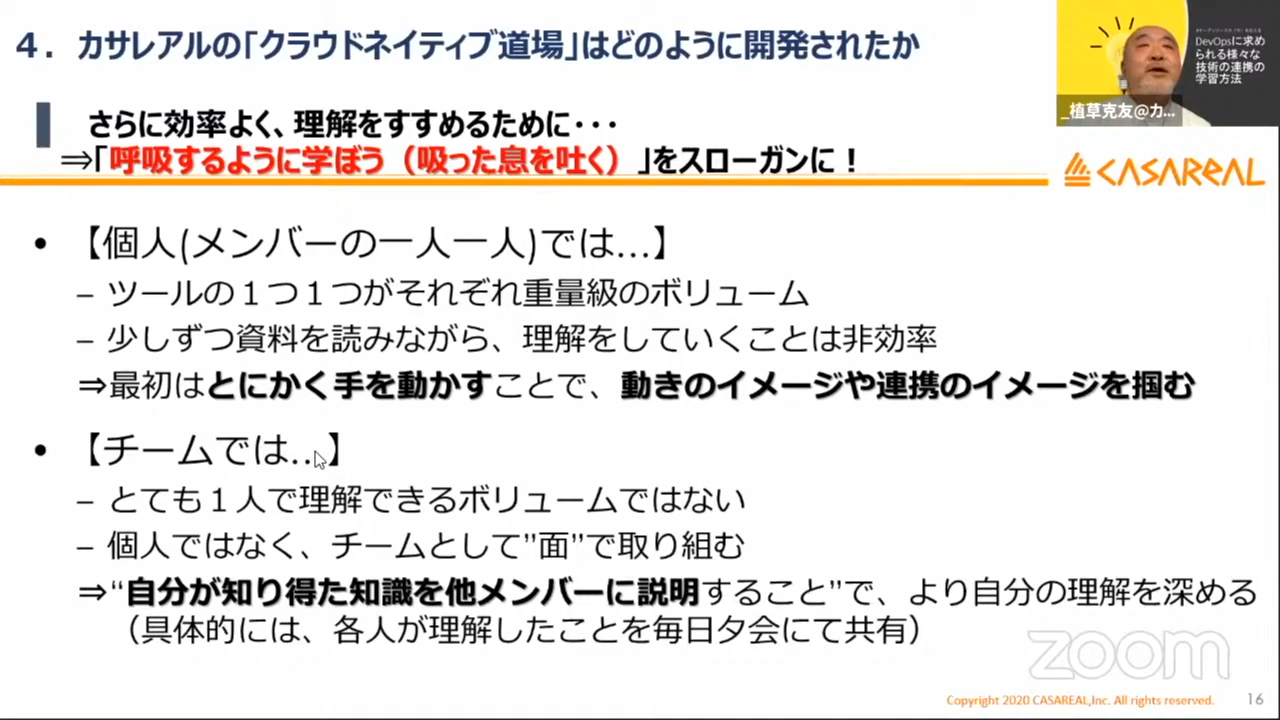 ４．カサレアルの「クラウドネイティブ道場」はどのように開発されたか
さらに効率よく、理解をすすめるために・・・
⇒「呼吸するように学ぼう（吸った息を吐く）」をスローガンに！
DevOpsに求め
られる様々な
技術の連携の
学習方法
_植草克友@カ...
CASAREAL
• 【個人(メンバーの一人一人)では…】
– ツールの１つ１つがそれぞれ重量級のボリューム
– 少しずつ資料を読みながら、理解をしていくことは非効率
⇒最初はとにかく手を動かすことで、動きのイメージや連携のイメージを掴む
• 【チームでは…】
– とても１人で理解できるボリュームではない
– 個人ではなく、チームとして”面”で取り組む
⇒“自分が知り得た知識を他メンバーに説明すること”で、より自分の理解を深める
（具体的には、各人が理解したことを毎日夕会にて共有）
zoom
Copyright 2020 CASAREAL,Inc. All rights reserved.
16